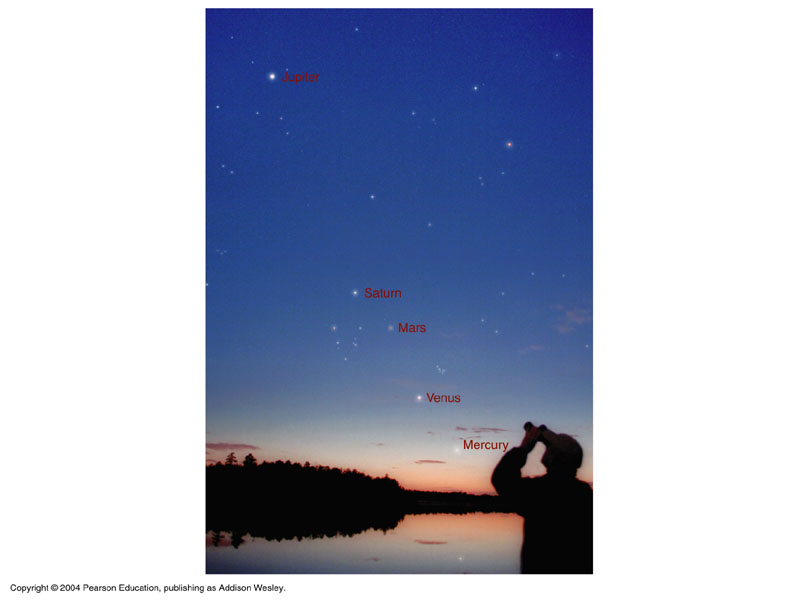 Jupiter
Saturn
Mars
Venus
Mercury
Copyright © 2004 Pearson Education, publishing as Addison Wesley.